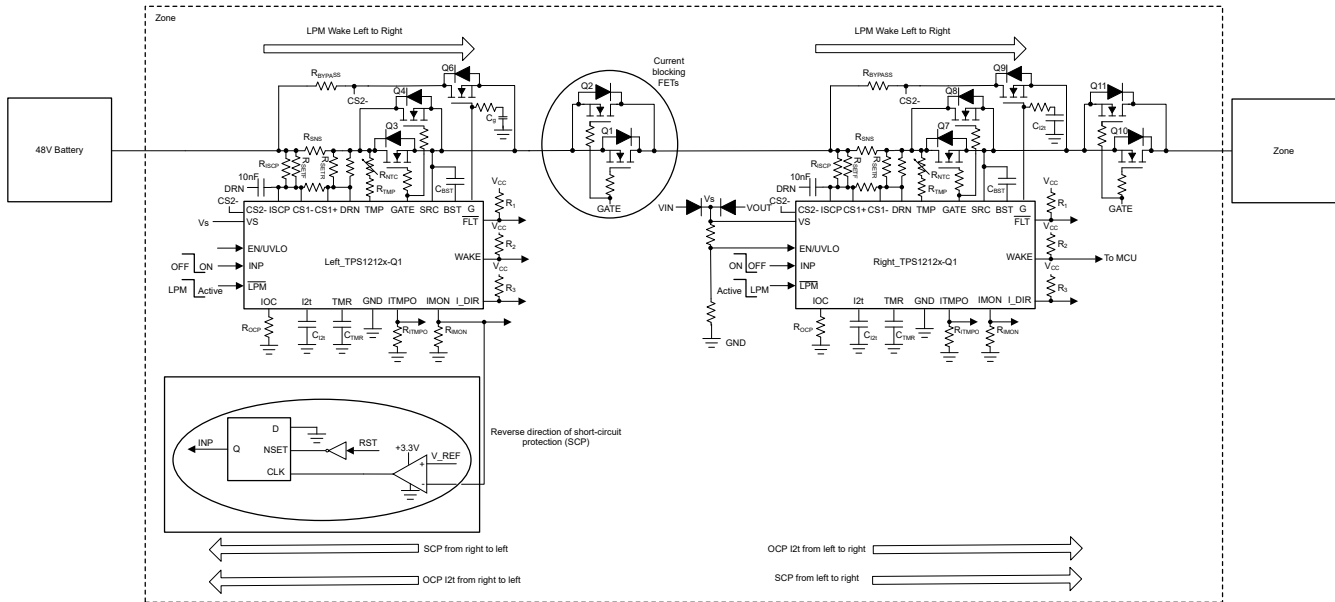 Zone
LPM Wake Left to Right
LPM Wake Left to Right
48V Battery
Zone
Current
blocking
FETs
R_BYPASS
Q6
CS2-
Q4
Q3
C_g
Q2
Q1
GATE
R_SNS
R_ISCP
R_SETF
R_SETR
R_NTC
R_TMP
C_BST
10nF
DRN
CS2-
Vs
CS2- ISCP CS1- CS1+ DRN TMP GATE SRC BST G
VS
FLT
EN/UVLO
WAKE
INP
LPM
Left_TPS1212x-Q1
IOC I2t TMR GND ITMPO IMON I_DIR
OFF ON
LPM Active
V_CC
R_1
V_CC
R_2
V_CC
R_3
R_OCP
C_I2t
C_TMR
R_ITMPO
R_IMON
R_BYPASS
Q9
CS2-
Q8
Q7
C_I2t
Q11
Q10
GATE
R_SNS
R_ISCP
R_SETF
R_SETR
R_NTC
R_TMP
C_BST
10nF
DRN
CS2-
VIN
Vs
VOUT
CS2- ISCP CS1+ CS1- DRN TMP GATE SRC BST G
VS
FLT
EN/UVLO
WAKE
To MCU
INP
LPM
Right_TPS1212x-Q1
IOC I2t TMR GND ITMPO IMON I_DIR
ON OFF
Active LPM
GND
V_CC
R_1
V_CC
R_2
V_CC
R_3
R_OCP
C_I2t
C_TMR
R_ITMPO
R_IMON
INP
Q
D
NSET
CLK
RST
+3.3V
V_REF
+
-
Reverse direction of short-circuit
protection (SCP)
SCP from right to left
OCP I2t from right to left
OCP I2t from left to right
SCP from left to right